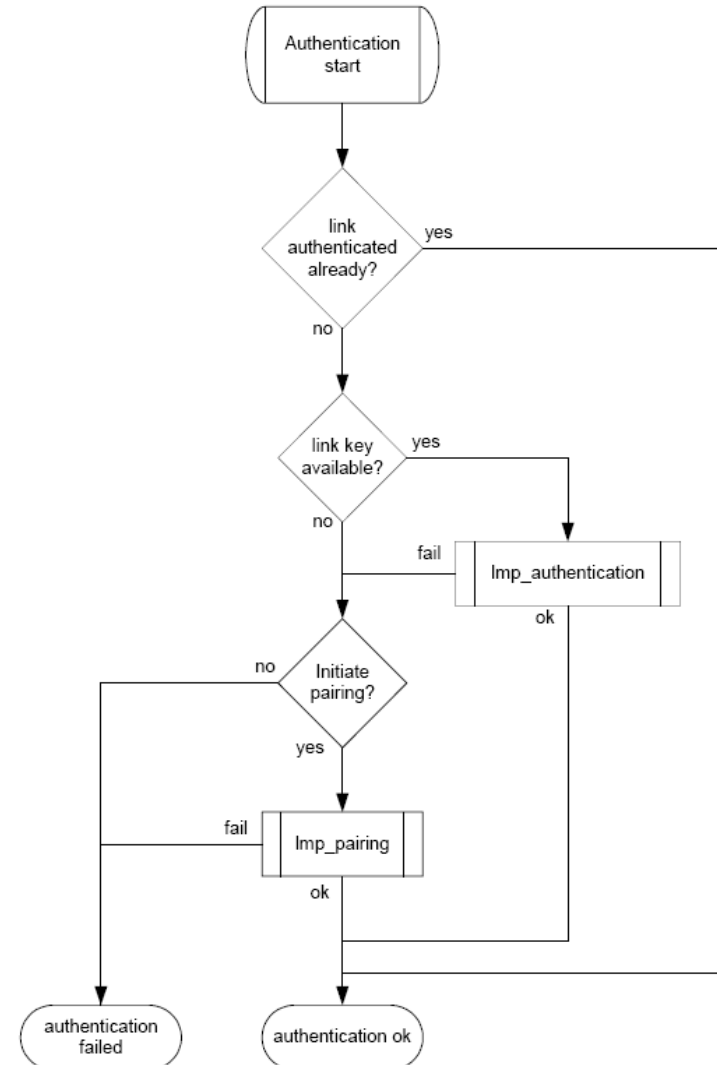 Authentication
start
link
authenticated
already?
yes
no
link key
available?
yes
no
fail
lmp_authentication
ok
no
Initiate
pairing?
yes
fail
lmp_pairing
ok
authentication
failed
authentication ok